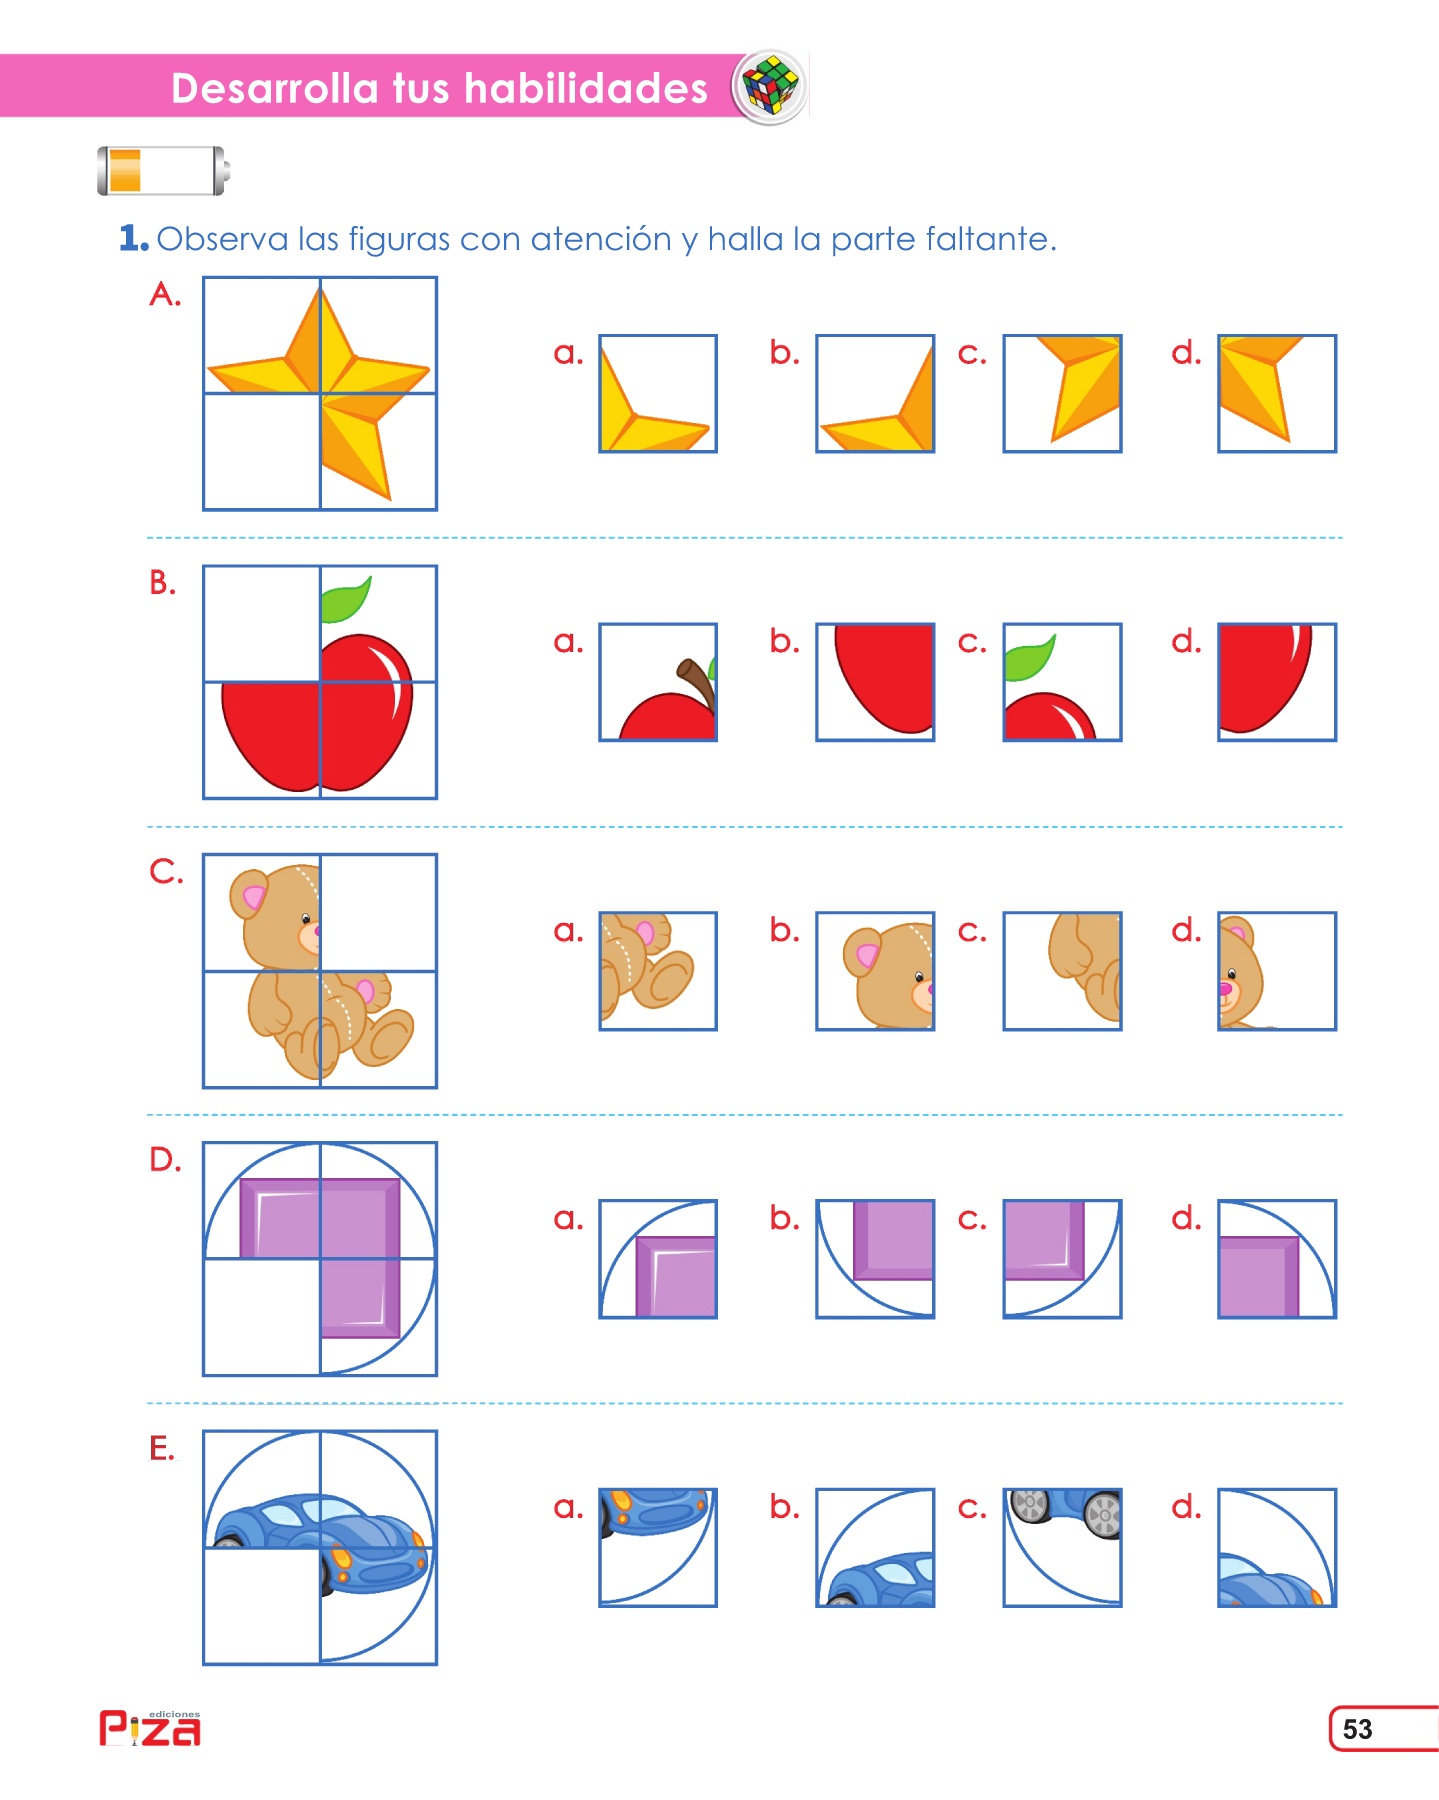 Desarrolla tus habilidades
1. Observa las figuras con atención y halla la parte faltante.
A.
a. b. c. d.
B.
a. b. c. d.
C.
a. b. c. d.
D.
a. b. c. d.
E.
a. b. c. d.
ediciones
Piza
53